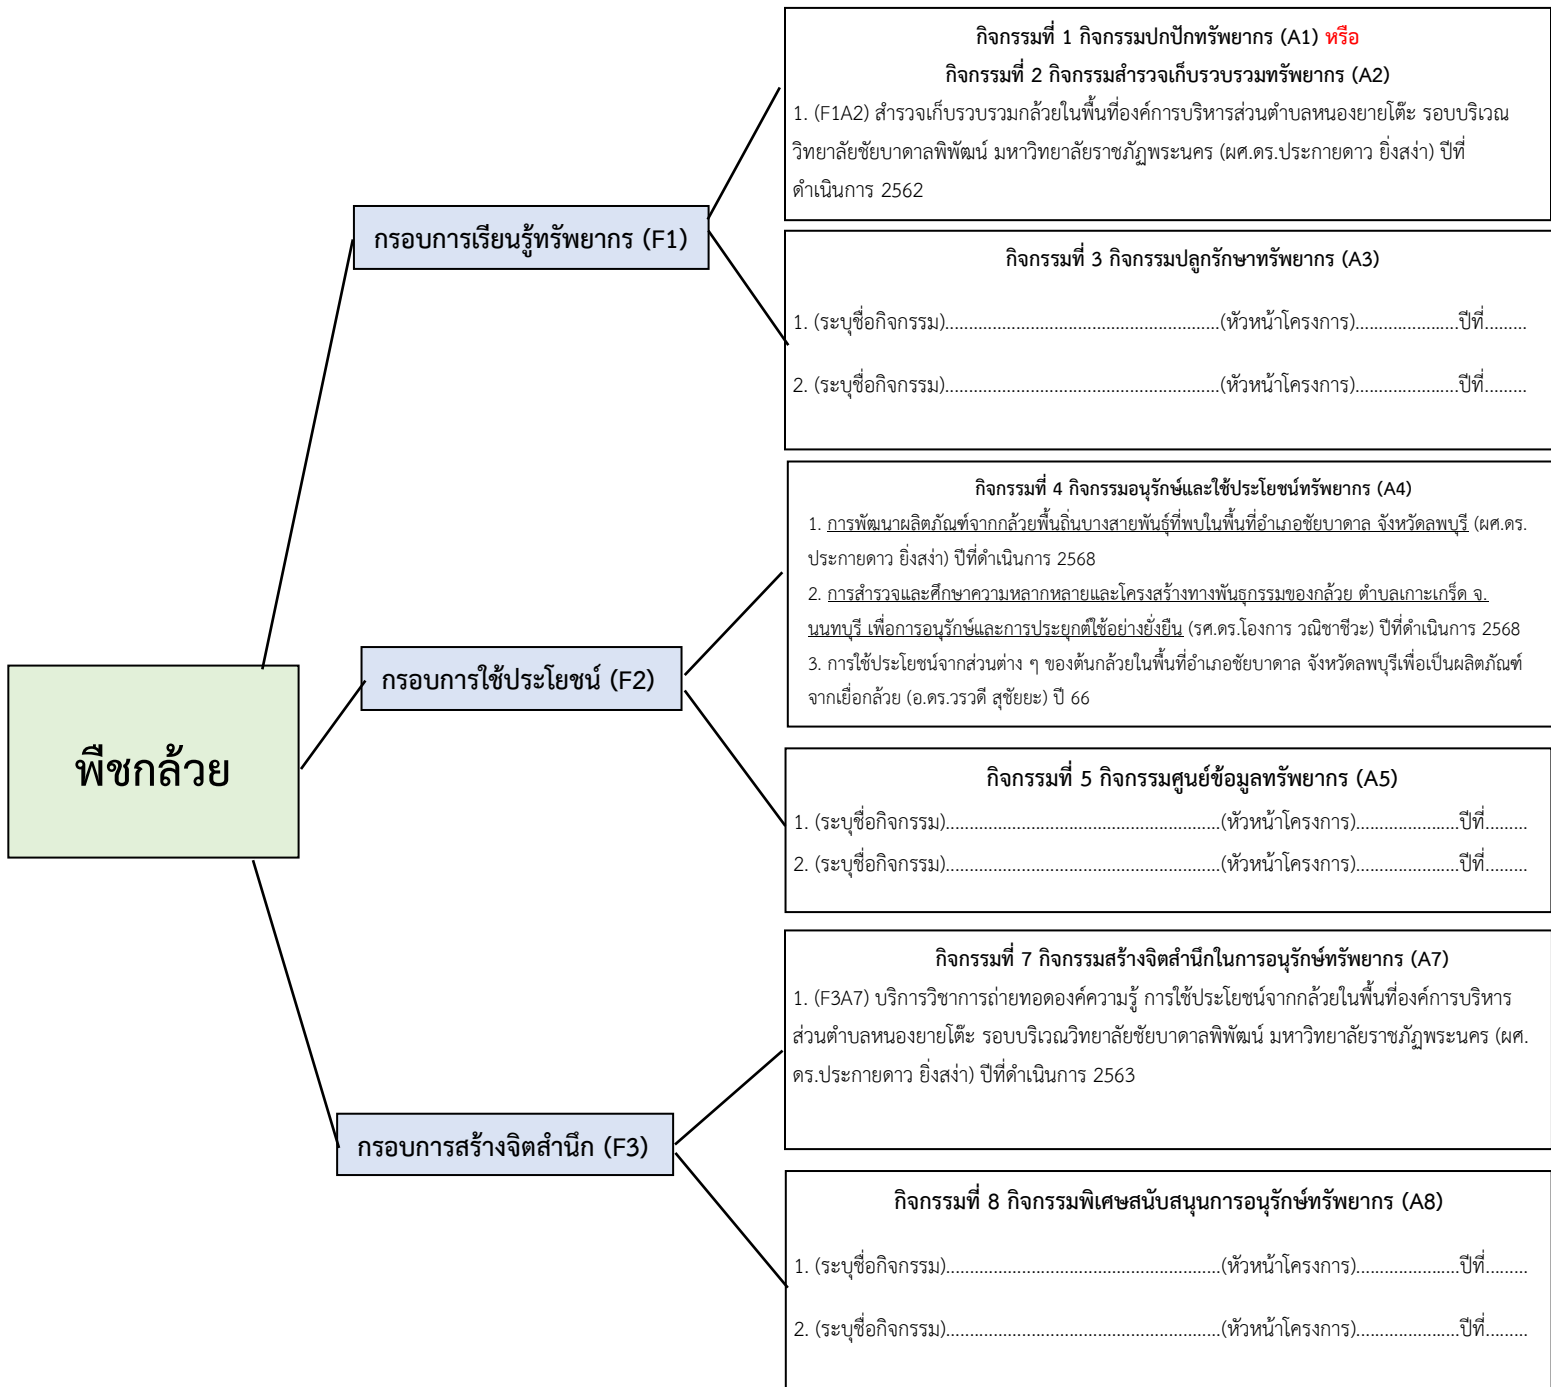 กิจกรรมที่ 1 กิจกรรมปกปักทรัพยากร (A1) หรือ
กิจกรรมที่ 2 กิจกรรมสำรวจเก็บรวบรวมทรัพยากร (A2)
1. (F1A2) สำรวจเก็บรวบรวมกล้วยในพื้นที่องค์การบริหารส่วนตำบลหนองยายโต๊ะ รอบบริเวณ
วิทยาลัยชัยบาดาลพิพัฒน์ มหาวิทยาลัยราชภัฏพระนคร (ผศ.ดร.ประกายดาว ยิ่งสง่า) ปีที่
ดำเนินการ 2562
กรอบการเรียนรู้ทรัพยากร (F1)
กิจกรรมที่ 3 กิจกรรมปลูกรักษาทรัพยากร (A3)
1. (ระบุชื่อกิจกรรม)..........................................................(หัวหน้าโครงการ)......................ปีที่.........
2. (ระบุชื่อกิจกรรม)..........................................................(หัวหน้าโครงการ)......................ปีที่.........
กิจกรรมที่ 4 กิจกรรมอนุรักษ์และใช้ประโยชน์ทรัพยากร (A4)
1. การพัฒนาผลิตภัณฑ์จากกล้วยพื้นถิ่นบางสายพันธุ์ที่พบในพื้นที่อำเภอชัยบาดาล จังหวัดลพบุรี (ผศ.ดร.
ประกายดาว ยิ่งสง่า) ปีที่ดำเนินการ 2568
2. การสำรวจและศึกษาความหลากหลายและโครงสร้างทางพันธุกรรมของกล้วย ตำบลเกาะเกร็ด จ.
นนทบุรี เพื่อการอนุรักษ์และการประยุกต์ใช้อย่างยั่งยืน (รศ.ดร.โองการ วณิชาชีวะ) ปีที่ดำเนินการ 2568
3. การใช้ประโยชน์จากส่วนต่าง ๆ ของต้นกล้วยในพื้นที่อำเภอชัยบาดาล จังหวัดลพบุรีเพื่อเป็นผลิตภัณฑ์
จากเยื่อกล้วย (อ.ดร.วรวดี สุชัยยะ) ปี 66
กรอบการใช้ประโยชน์ (F2)
พืชกล้วย
กิจกรรมที่ 5 กิจกรรมศูนย์ข้อมูลทรัพยากร (A5)
1. (ระบุชื่อกิจกรรม)..........................................................(หัวหน้าโครงการ)......................ปีที่.........
2. (ระบุชื่อกิจกรรม)..........................................................(หัวหน้าโครงการ)......................ปีที่.........
กิจกรรมที่ 7 กิจกรรมสร้างจิตสำนึกในการอนุรักษ์ทรัพยากร (A7)
1. (F3A7) บริการวิชาการถ่ายทอดองค์ความรู้ การใช้ประโยชน์จากกล้วยในพื้นที่องค์การบริหาร
ส่วนตำบลหนองยายโต๊ะ รอบบริเวณวิทยาลัยชัยบาดาลพิพัฒน์ มหาวิทยาลัยราชภัฏพระนคร (ผศ.
ดร.ประกายดาว ยิ่งสง่า) ปีที่ดำเนินการ 2563
กรอบการสร้างจิตสำนึก (F3)
กิจกรรมที่ 8 กิจกรรมพิเศษสนับสนุนการอนุรักษ์ทรัพยากร (A8)
1. (ระบุชื่อกิจกรรม)..........................................................(หัวหน้าโครงการ)......................ปีที่.........
2. (ระบุชื่อกิจกรรม)..........................................................(หัวหน้าโครงการ)......................ปีที่.........